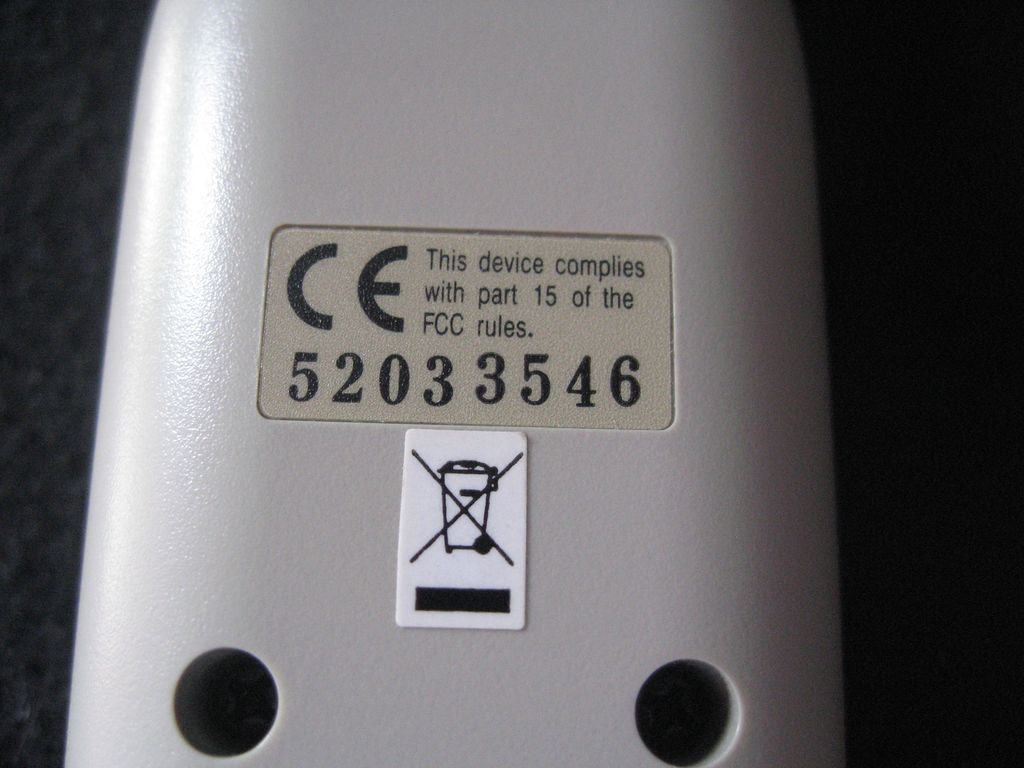 CE This device complies
with part 15 of the
FCC rules.
52033546